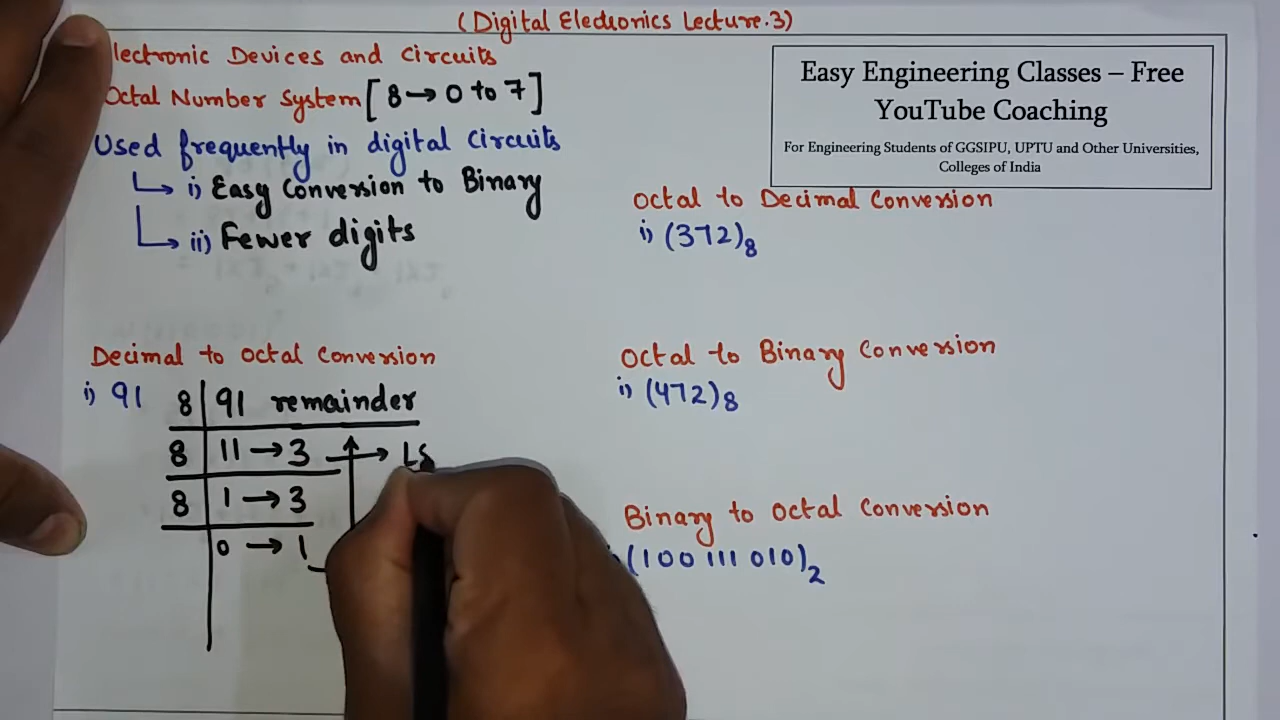 (Digital Electronics Lecture.3)
lectronic Devices and Circuits
Octal Number System [8→0 to 7]
Used frequently in digital Circuits
i) Easy Conversion to Binary
ii) Fewer digits
Decimal to Octal Conversion
i) 91
8 91 remainder
8 11→3 → LS
8 1→3
0→1
Easy Engineering Classes – Free
YouTube Coaching
For Engineering Students of GGSIPU, UPTU and Other Universities,
Colleges of India
Octal to Decimal Conversion
i) (372)8
Octal to Binary Conversion
i) (472)8
Binary to Octal Conversion
(100 111 010)2